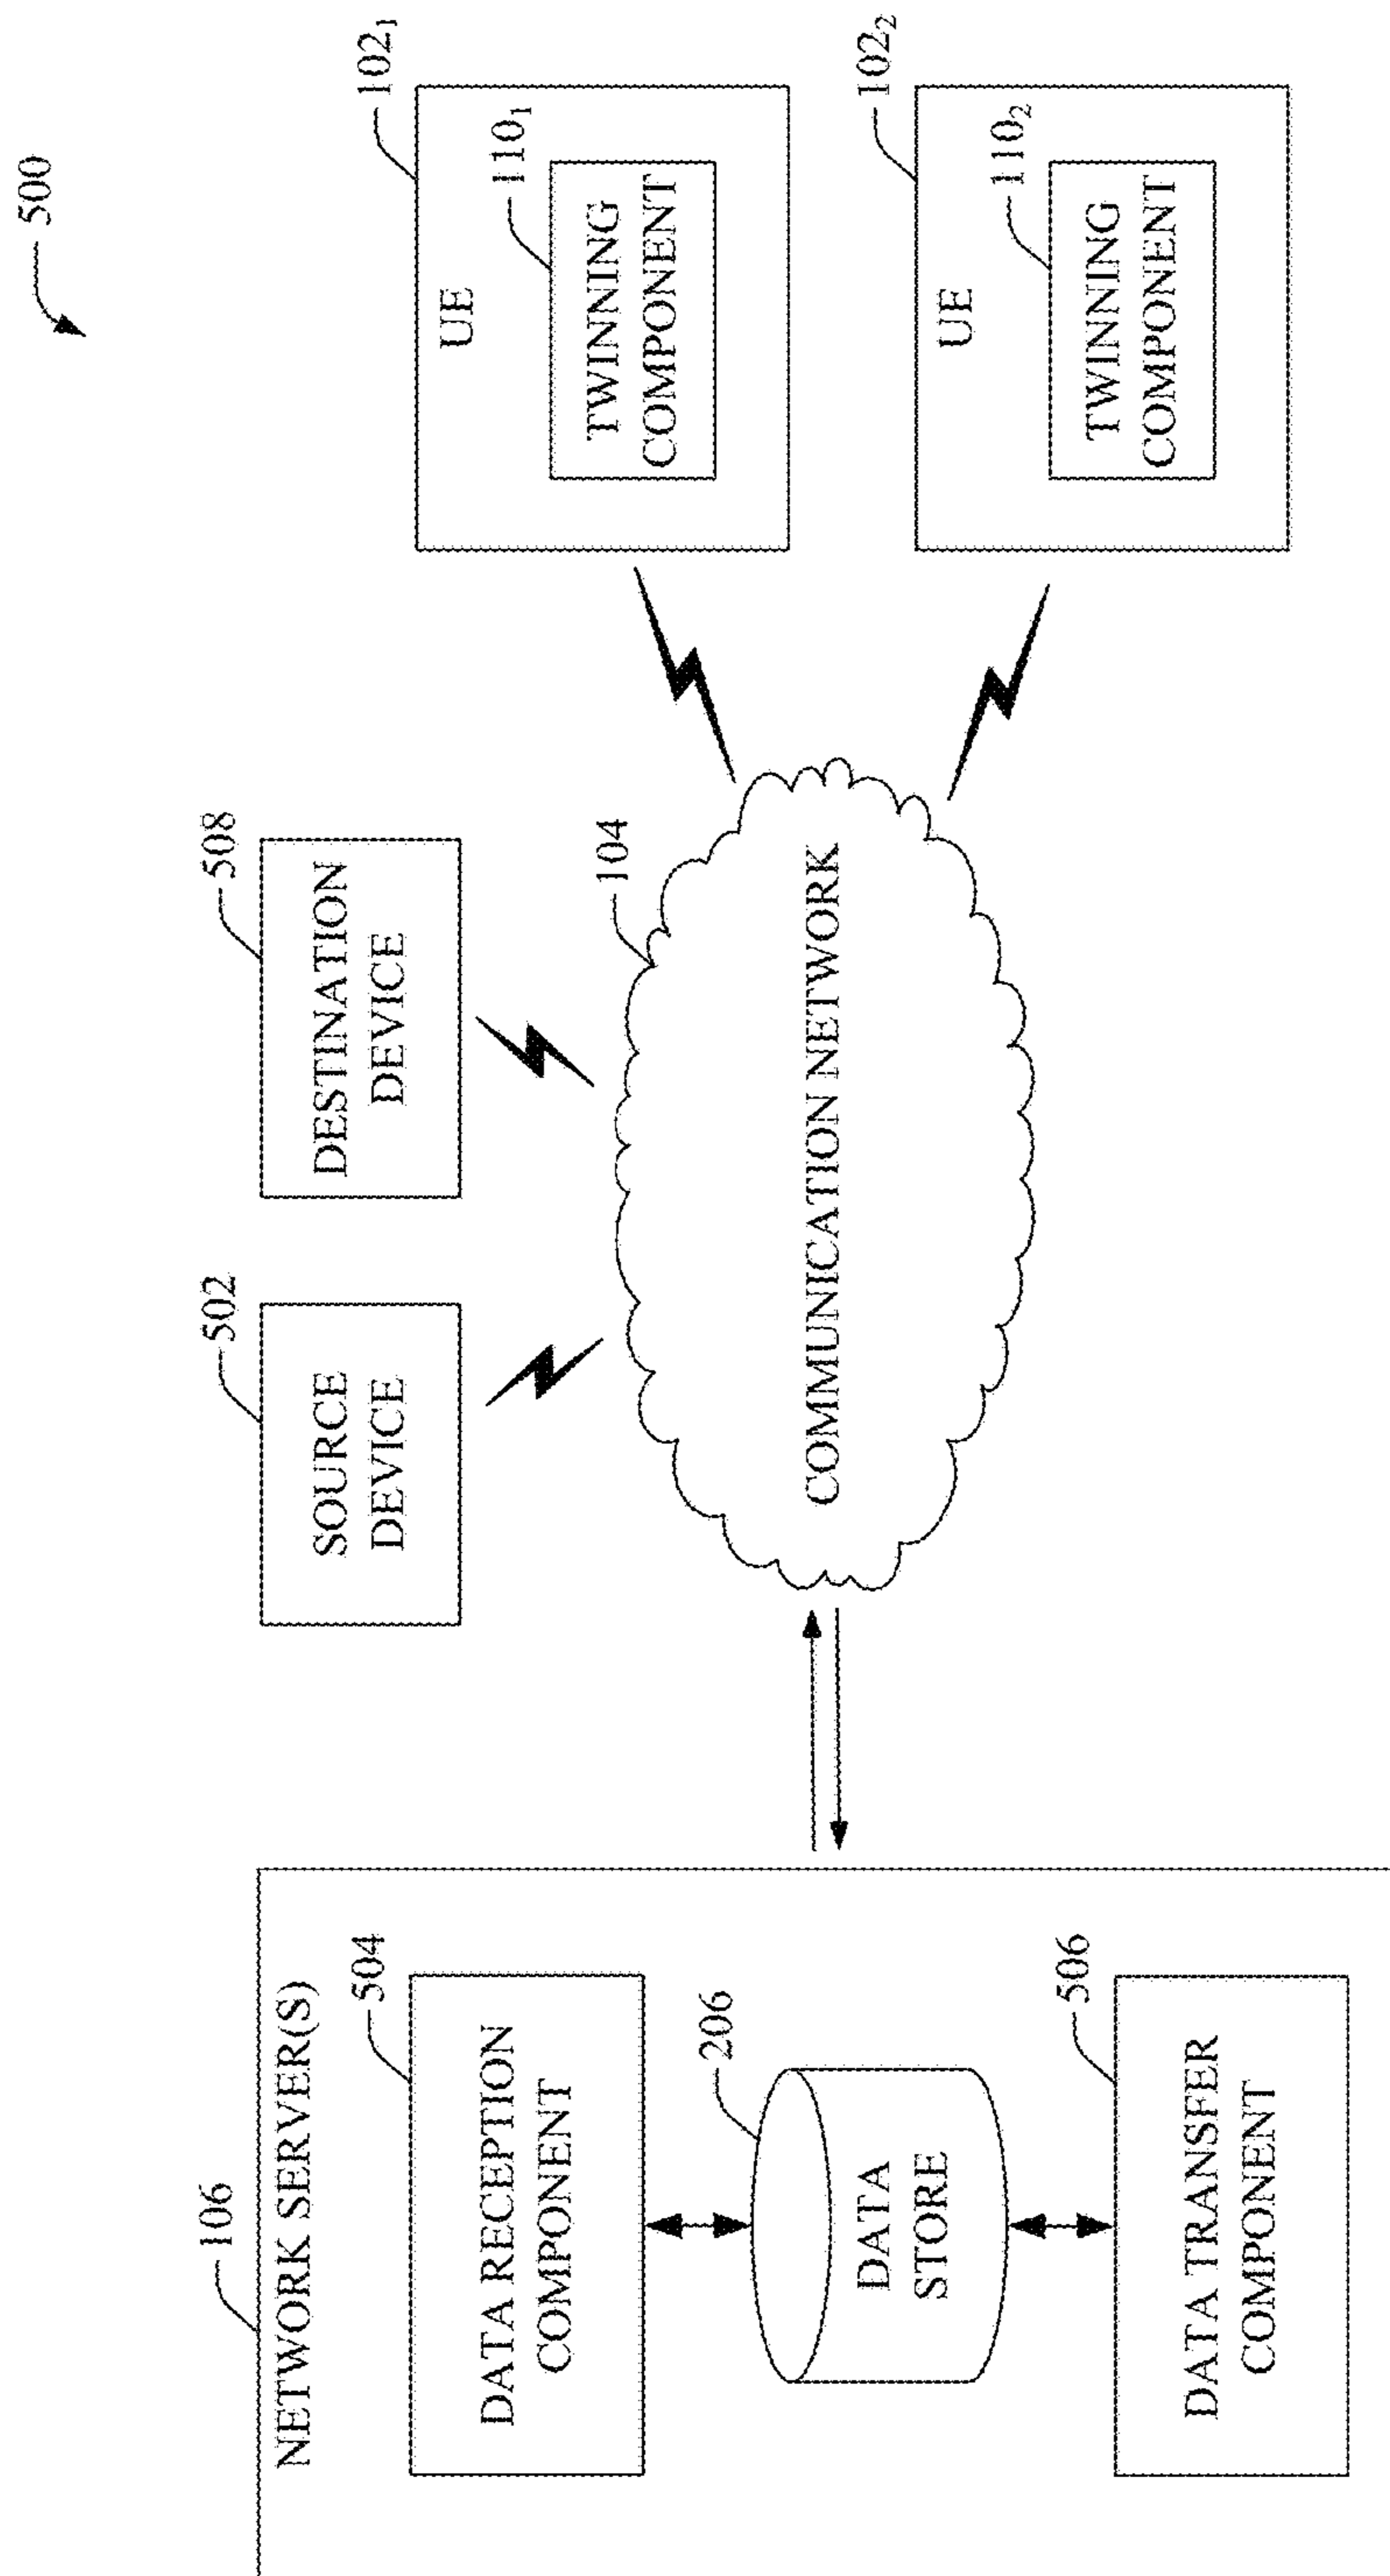 500
106
NETWORK SERVER(S)
504
DATA RECEPTION
COMPONENT
206
DATA
STORE
506
DATA TRANSFER
COMPONENT
502
SOURCE
DEVICE
508
DESTINATION
DEVICE
104
COMMUNICATION NETWORK
102₁
UE
110₁
TWINNING
COMPONENT
102₂
UE
110₂
TWINNING
COMPONENT